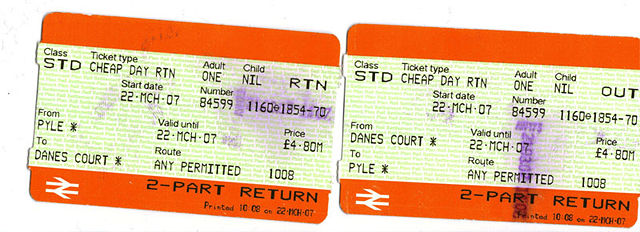 Class Ticket type Adult Child
STD CHEAP DAY RTN ONE NIL RTN
Start date Number
22·MCH·07 84599 1160@1854-70
From Valid until Price
PYLE * 22·MCH·07 £4·80M
To Route
DANES COURT * ANY PERMITTED 1008
2-PART RETURN
Printed 10:08 on 22-MCH-07
Class Ticket type Adult Child
STD CHEAP DAY RTN ONE NIL OUT
Start date Number
22·MCH·07 84599 1160@1854-70
From Valid until Price
DANES COURT * 22·MCH·07 £4·80M
To Route
PYLE * ANY PERMITTED 1008
2-PART RETURN
Printed 10:08 on 22-MCH-07